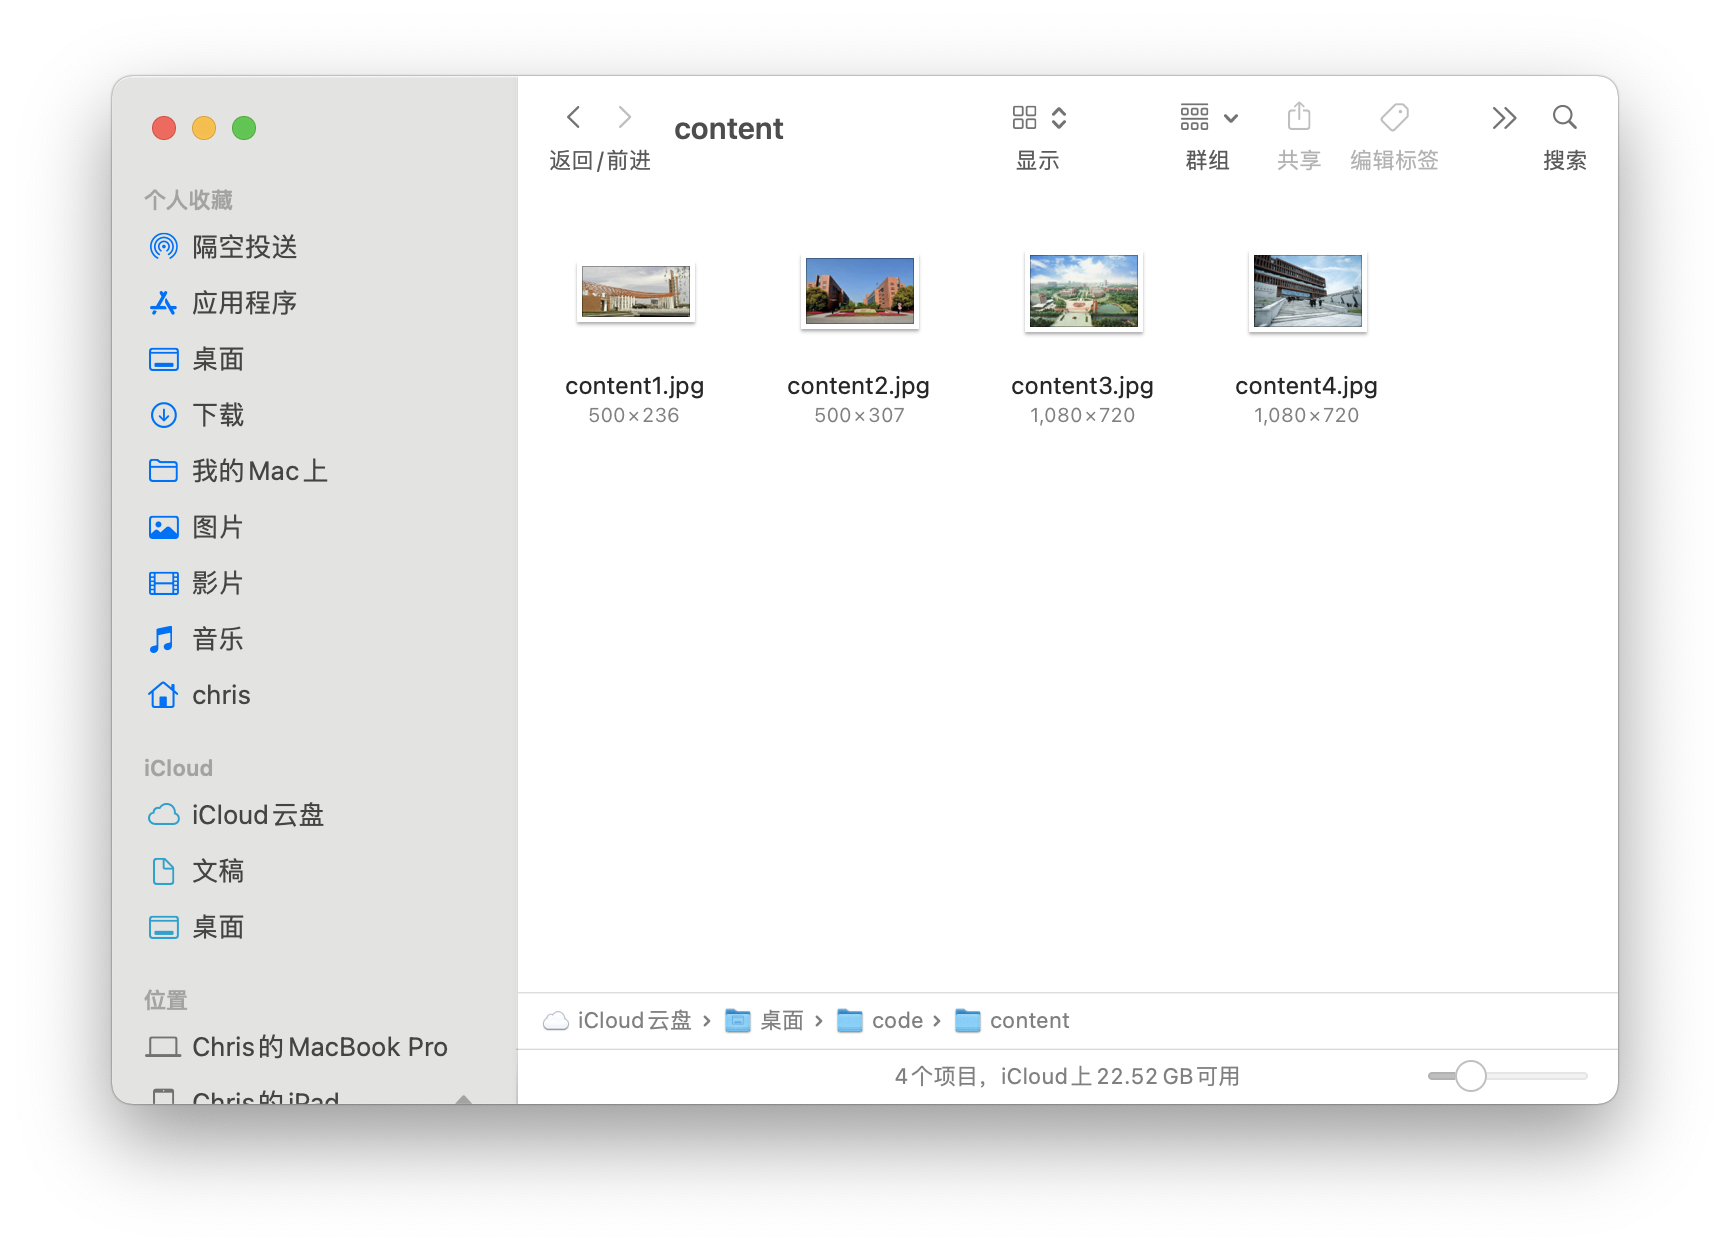 个人收藏
隔空投送
应用程序
桌面
下载
我的Mac上
图片
影片
音乐
chris
iCloud
iCloud云盘
文稿
桌面
位置
Chris的MacBook Pro
Chris的iPad
content
返回/前进
显示
群组
共享
编辑标签
搜索
content1.jpg
500×236
content2.jpg
500×307
content3.jpg
1,080×720
content4.jpg
1,080×720
iCloud云盘 › 桌面 › code › content
4个项目，iCloud上22.52 GB可用